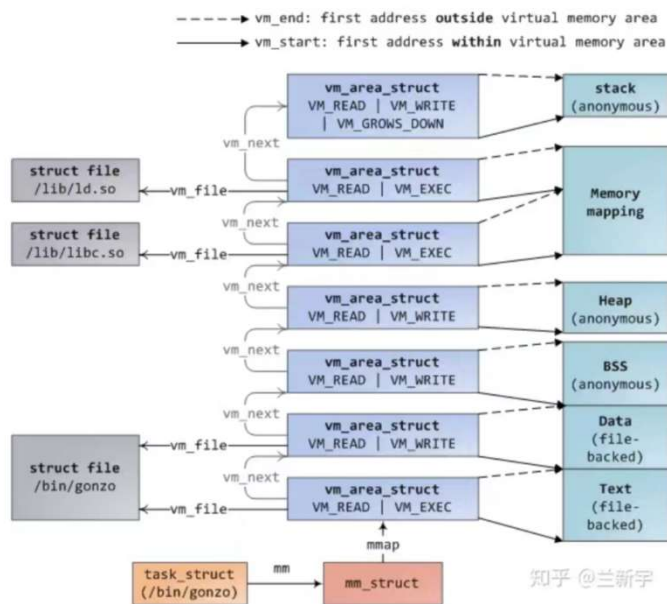 vm_end: first address outside virtual memory area
vm_start: first address within virtual memory area
vm_area_struct
VM_READ | VM_WRITE
| VM_GROWS_DOWN
stack
(anonymous)
vm_next
struct file
/lib/ld.so
vm_file
vm_area_struct
VM_READ | VM_EXEC
Memory
mapping
vm_next
struct file
/lib/libc.so
vm_file
vm_area_struct
VM_READ | VM_EXEC
vm_next
vm_area_struct
VM_READ | VM_WRITE
Heap
(anonymous)
vm_next
vm_area_struct
VM_READ | VM_WRITE
BSS
(anonymous)
vm_next
struct file
/bin/gonzo
vm_file
vm_area_struct
VM_READ | VM_WRITE
Data
(file-
backed)
vm_next
vm_file
vm_area_struct
VM_READ | VM_EXEC
Text
(file-
backed)
mmap
task_struct
(/bin/gonzo)
mm
mm_struct
知乎 @兰新宇